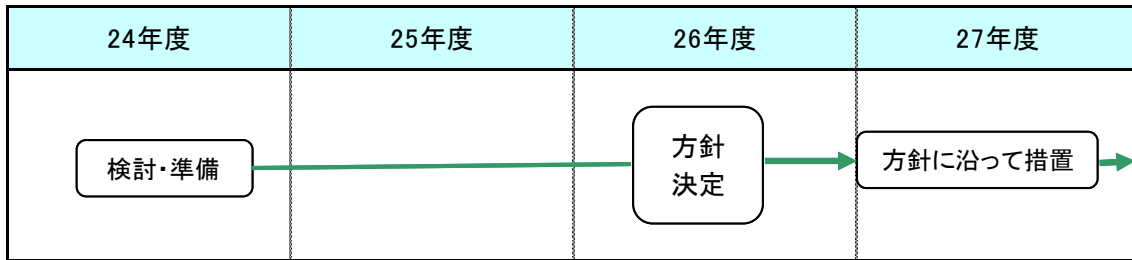 24年度
25年度
26年度
27年度
検討・準備
方針
決定
方針に沿って措置